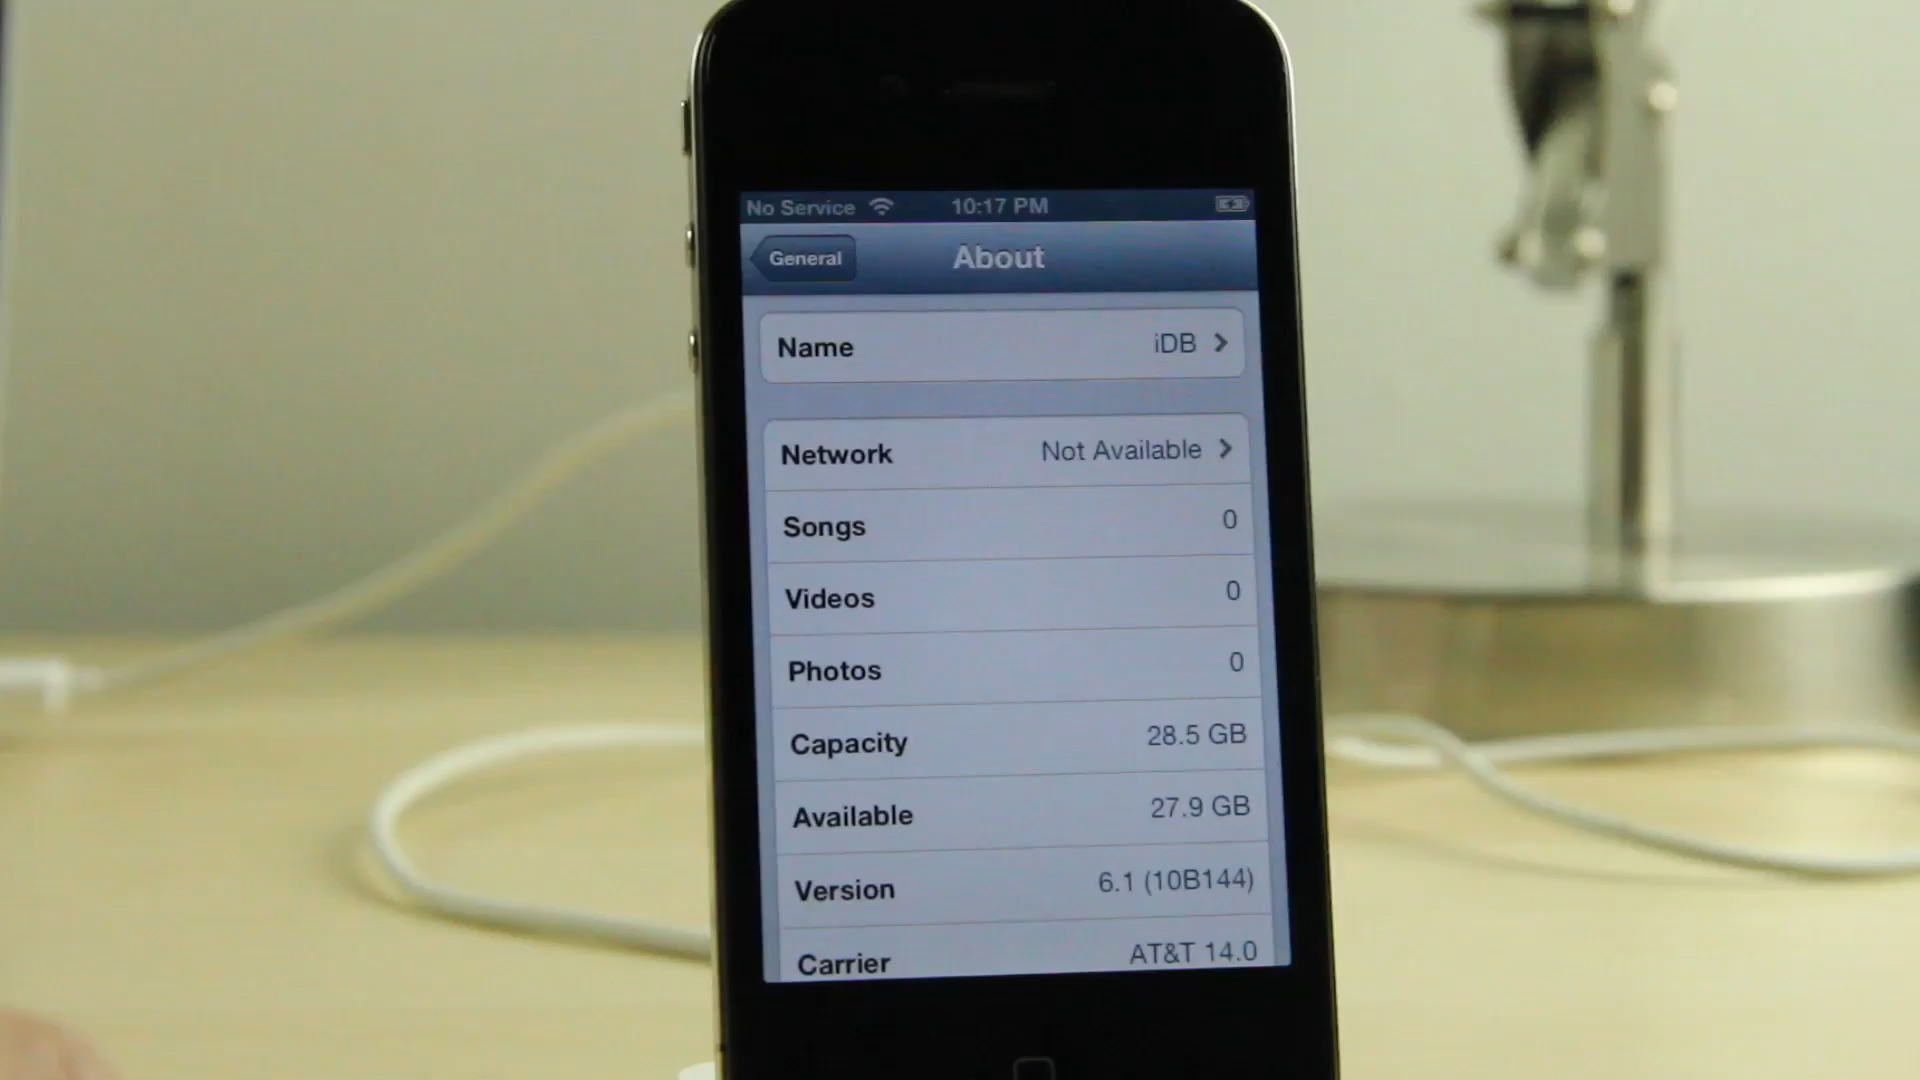 No Service 10:17 PM
General About
Name iDB
Network Not Available
Songs 0
Videos 0
Photos 0
Capacity 28.5 GB
Available 27.9 GB
Version 6.1 (10B144)
Carrier AT&T 14.0